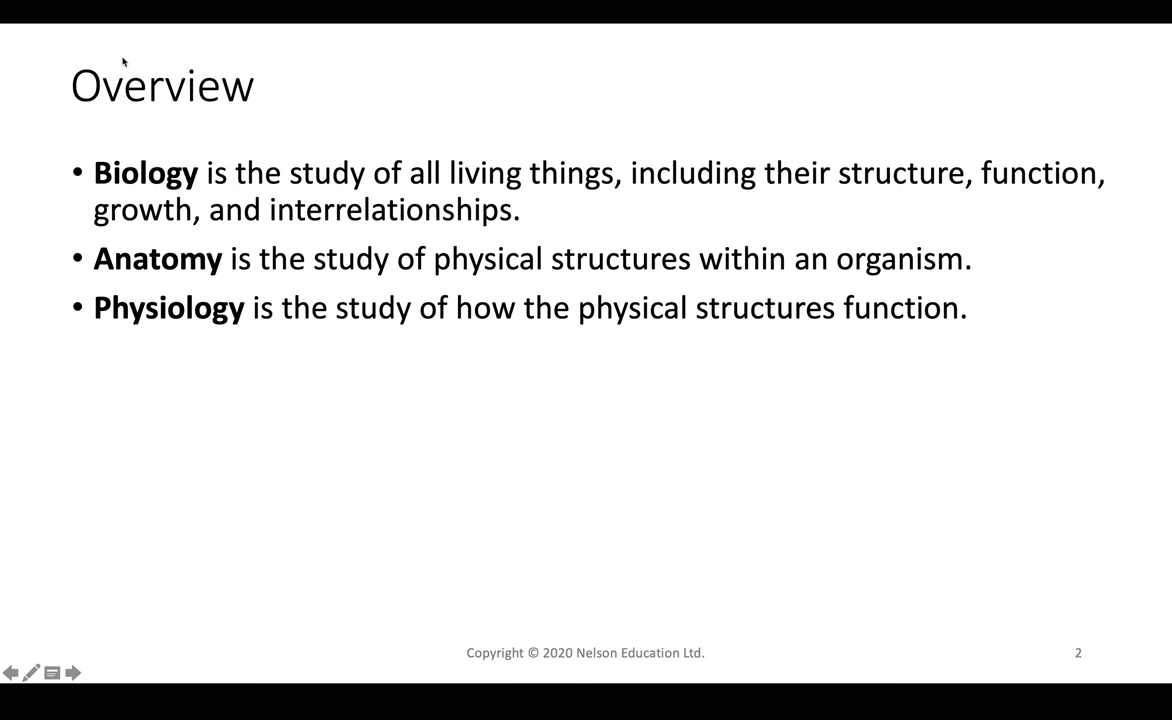 Overview
• Biology is the study of all living things, including their structure, function,
growth, and interrelationships.
• Anatomy is the study of physical structures within an organism.
• Physiology is the study of how the physical structures function.
Copyright © 2020 Nelson Education Ltd.
2